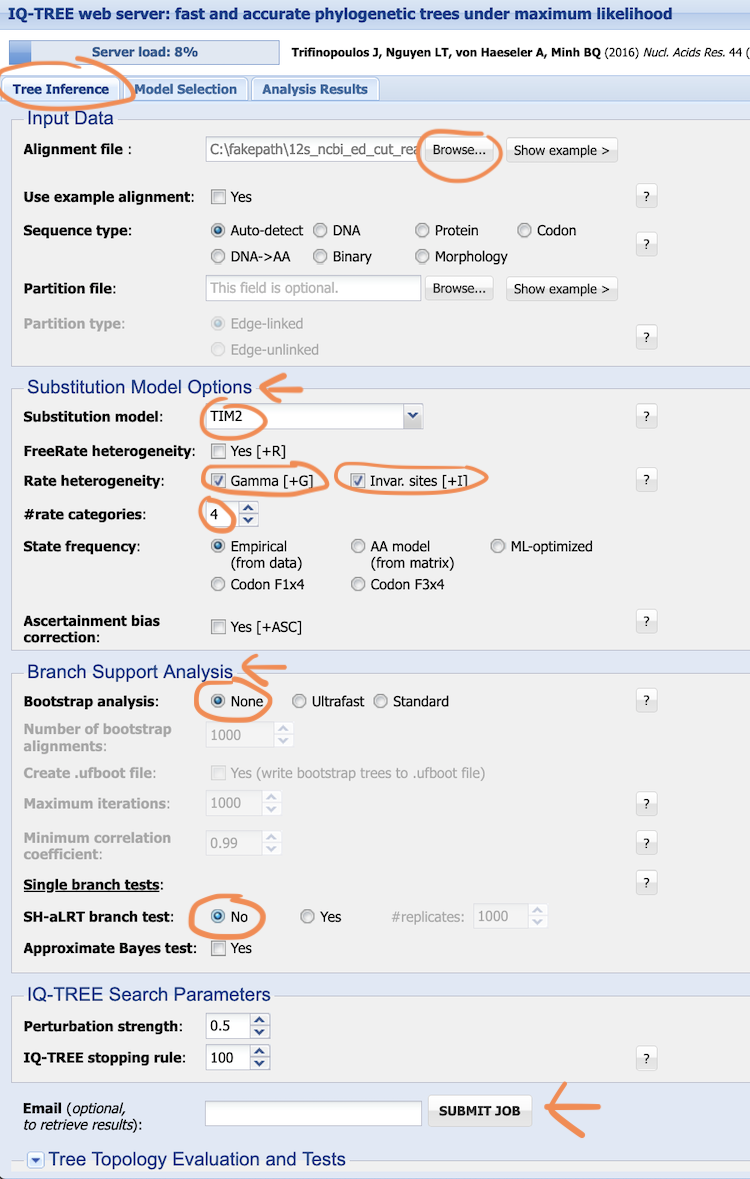 IQ-TREE web server: fast and accurate phylogenetic trees under maximum likelihood
Server load: 8% Trifinopoulos J, Nguyen LT, von Haeseler A, Minh BQ (2016) Nucl. Acids Res. 44 (
Tree Inference Model Selection Analysis Results
Input Data
Alignment file : C:\fakepath\12s_ncbi_ed_cut_rea Browse... Show example >
Use example alignment: Yes ?
Sequence type: Auto-detect DNA Protein Codon
DNA->AA Binary Morphology ?
Partition file: This field is optional. Browse... Show example >
Partition type: Edge-linked
Edge-unlinked ?
Substitution Model Options
Substitution model: TIM2 ?
FreeRate heterogeneity: Yes [+R]
Rate heterogeneity: Gamma [+G] Invar. sites [+I] ?
#rate categories: 4
State frequency: Empirical AA model ML-optimized
(from data) (from matrix)
Codon F1x4 Codon F3x4
Ascertainment bias
correction: Yes [+ASC] ?
Branch Support Analysis
Bootstrap analysis: None Ultrafast Standard ?
Number of bootstrap
alignments: 1000
Create .ufboot file: Yes (write bootstrap trees to .ufboot file)
Maximum iterations: 1000 ?
Minimum correlation
coefficient: 0.99 ?
Single branch tests: ?
SH-aLRT branch test: No Yes #replicates: 1000
Approximate Bayes test: Yes
IQ-TREE Search Parameters
Perturbation strength: 0.5
IQ-TREE stopping rule: 100 ?
Email (optional,
to retrieve results): SUBMIT JOB
Tree Topology Evaluation and Tests